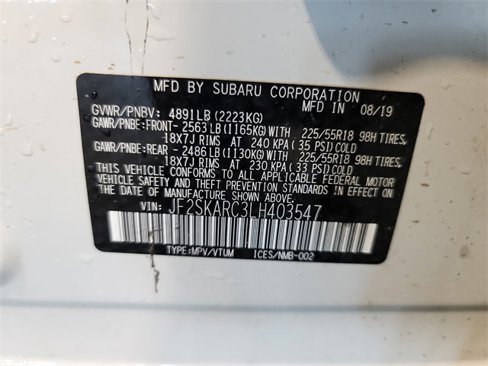 MFD BY SUBARU CORPORATION
MFD IN 08/19
GVWR/PNBV: 4891LB(2223KG)
GAWR/PNBE:FRONT-2563LB(1165KG)WITH 225/55R18 98H TIRES,
18X7J RIMS AT 240 KPA(35 PSI)COLD
GAWR/PNBE:REAR -2486LB(1130KG)WITH 225/55R18 98H TIRES,
18X7J RIMS AT 230 KPA(33 PSI)COLD
THIS VEHICLE CONFORMS TO ALL APPLICABLE FEDERAL MOTOR
VEHICLE SAFETY AND THEFT PREVENTION STANDARDS IN EFFECT ON
THE DATE OF MANUFACTURE SHOWN ABOVE.
VIN: JF2SKARC3LH403547
TYPE:MPV/VTUM ICES/NMB-002